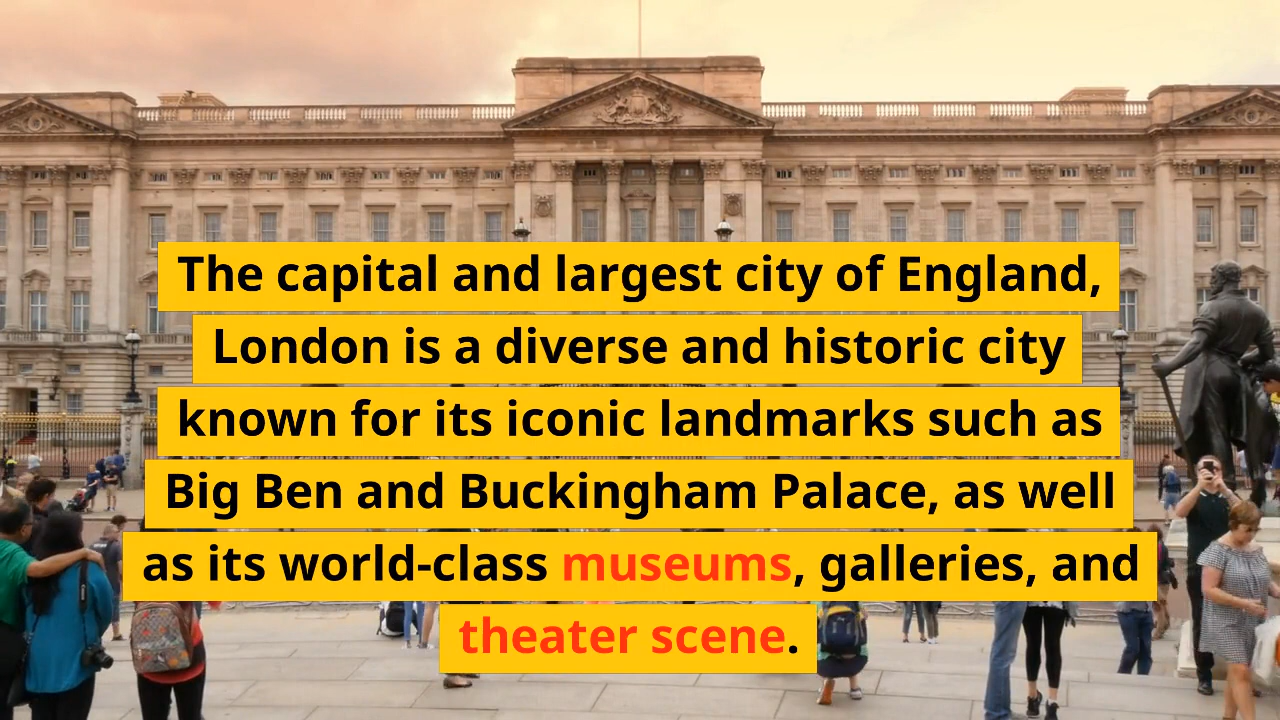 The capital and largest city of England,
London is a diverse and historic city
known for its iconic landmarks such as
Big Ben and Buckingham Palace, as well
as its world-class museums, galleries, and
theater scene.